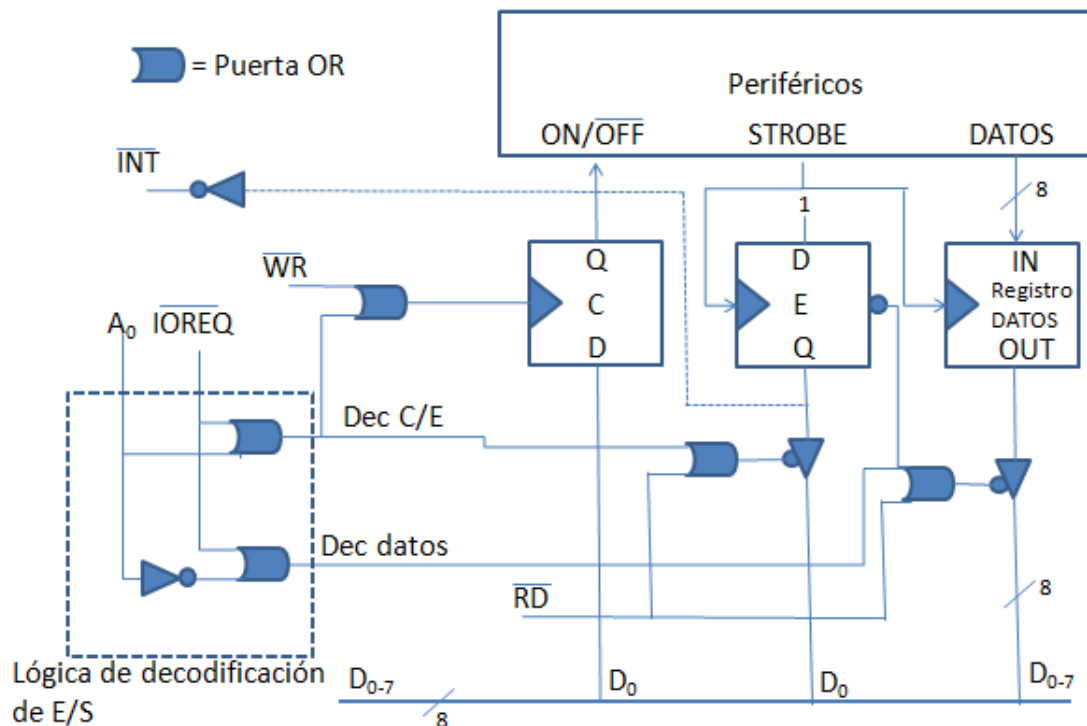 = Puerta OR
Periféricos
ON/OFF
STROBE
DATOS
INT
8
1
WR
Q
C
D
D
E
Q
IN
Registro
DATOS
OUT
A0
IOREQ
Dec C/E
Dec datos
RD
8
Lógica de decodificación
de E/S
D0-7
8
D0
D0
D0-7